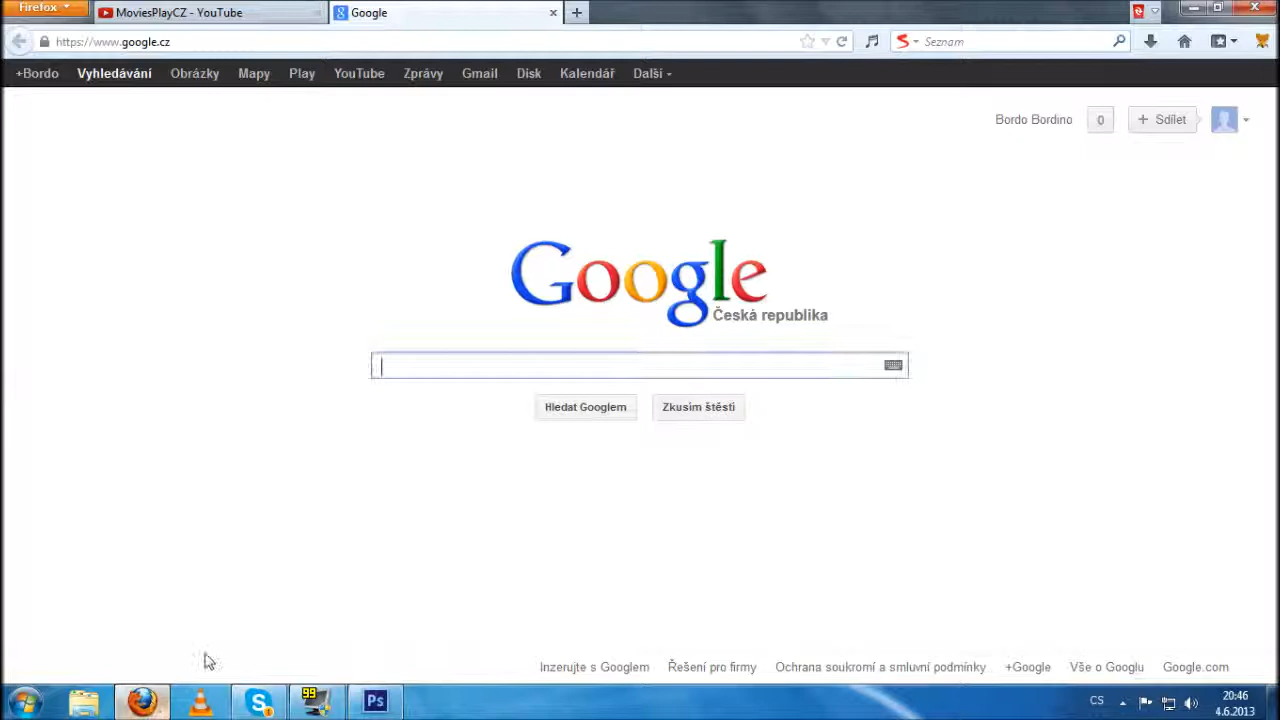 Firefox
MoviesPlayCZ - YouTube
Google
https://www.google.cz
Seznam
+Bordo Vyhledávání Obrázky Mapy Play YouTube Zprávy Gmail Disk Kalendář Další
Bordo Bordino 0 + Sdílet
Google
Česká republika
Hledat Googlem Zkusím štěstí
Inzerujte s Googlem Řešení pro firmy Ochrana soukromí a smluvní podmínky +Google Vše o Googlu Google.com
99 Ps CS 20:46
4.6.2013